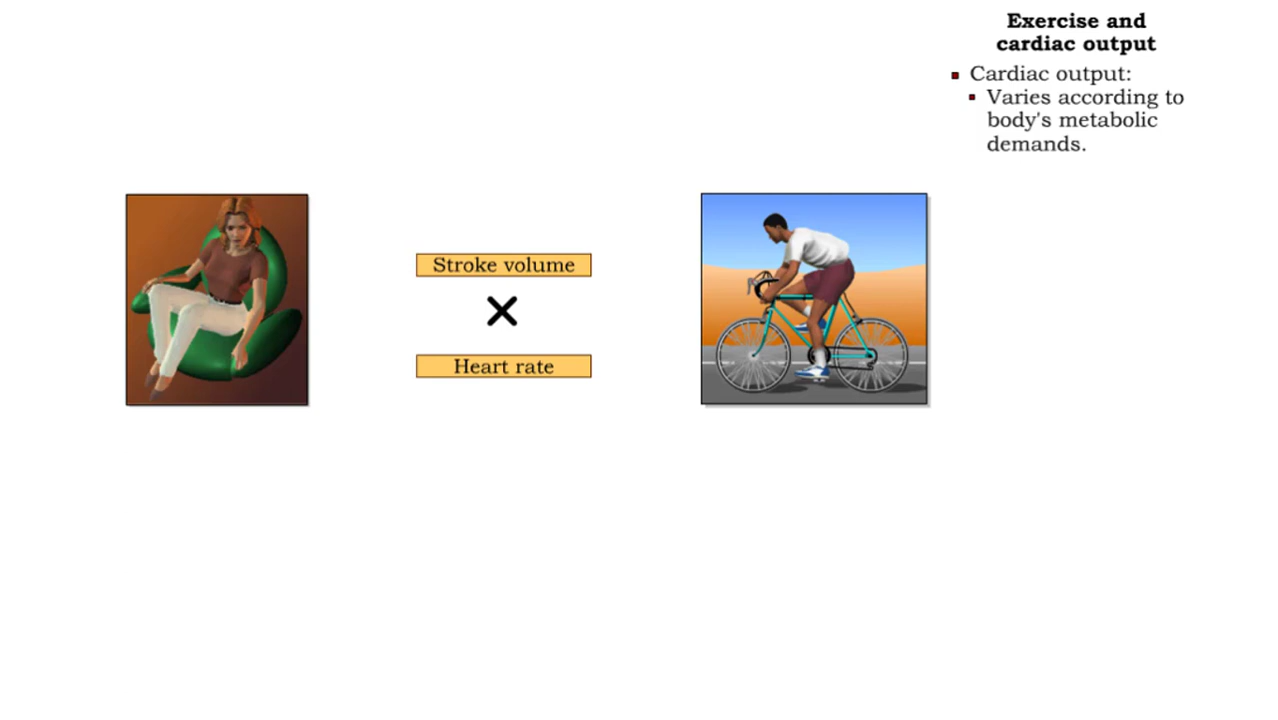 Exercise and
cardiac output
Cardiac output:
Varies according to
body's metabolic
demands.
Stroke volume
Heart rate